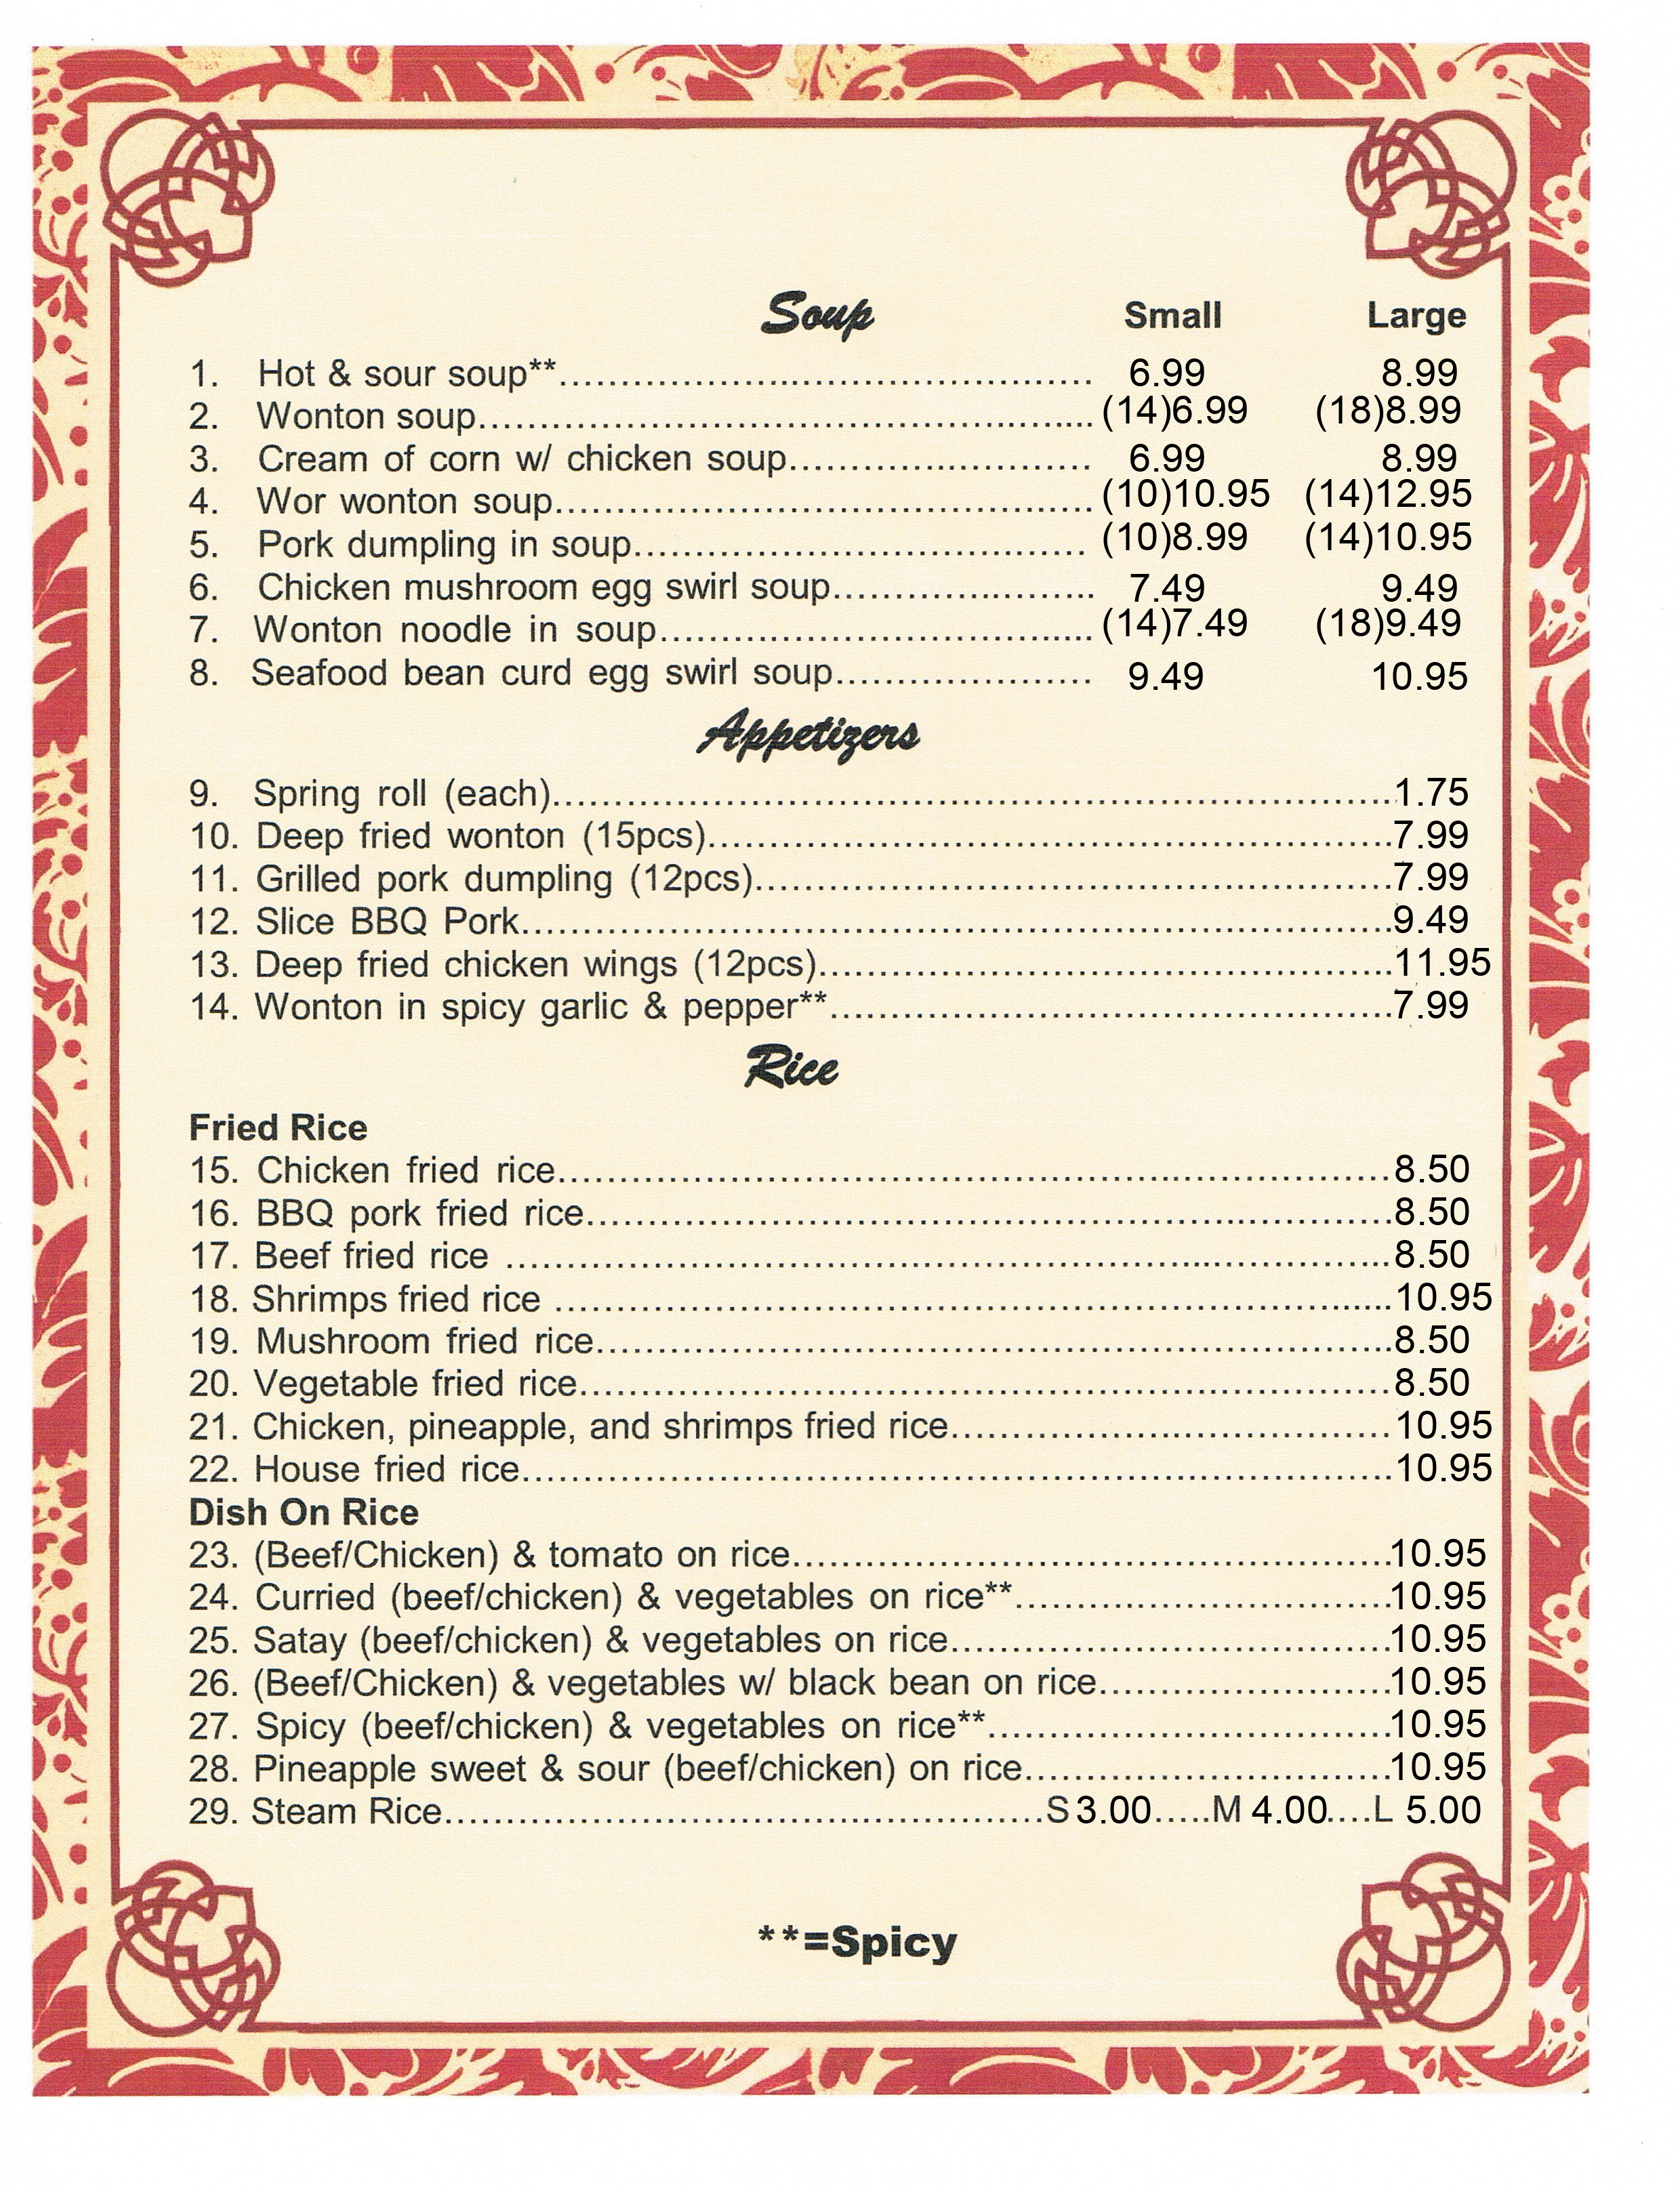 Soup Small Large
1. Hot & sour soup**........................................ 6.99 8.99
2. Wonton soup........................................(14)6.99 (18)8.99
3. Cream of corn w/ chicken soup........................ 6.99 8.99
4. Wor wonton soup........................................(10)10.95 (14)12.95
5. Pork dumpling in soup................................ (10)8.99 (14)10.95
6. Chicken mushroom egg swirl soup..................... 7.49 9.49
7. Wonton noodle in soup................................(14)7.49 (18)9.49
8. Seafood bean curd egg swirl soup..................... 9.49 10.95
Appetizers
9. Spring roll (each)........................................1.75
10. Deep fried wonton (15pcs)........................................7.99
11. Grilled pork dumpling (12pcs)........................................7.99
12. Slice BBQ Pork........................................9.49
13. Deep fried chicken wings (12pcs)........................................11.95
14. Wonton in spicy garlic & pepper**........................................7.99
Rice
Fried Rice
15. Chicken fried rice........................................8.50
16. BBQ pork fried rice........................................8.50
17. Beef fried rice ........................................8.50
18. Shrimps fried rice ........................................10.95
19. Mushroom fried rice........................................8.50
20. Vegetable fried rice........................................8.50
21. Chicken, pineapple, and shrimps fried rice................................10.95
22. House fried rice........................................10.95
Dish On Rice
23. (Beef/Chicken) & tomato on rice........................................10.95
24. Curried (beef/chicken) & vegetables on rice**..............................10.95
25. Satay (beef/chicken) & vegetables on rice..................................10.95
26. (Beef/Chicken) & vegetables w/ black bean on rice........................10.95
27. Spicy (beef/chicken) & vegetables on rice**................................10.95
28. Pineapple sweet & sour (beef/chicken) on rice.............................10.95
29. Steam Rice........................................S 3.00.....M 4.00....L 5.00
**=Spicy